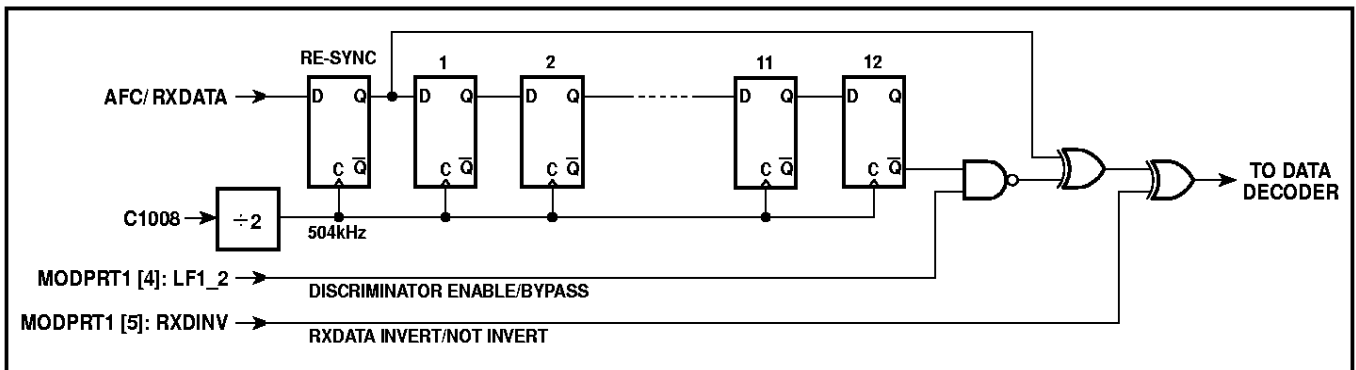 RE-SYNC 1 2 11 12
AFC/RXDATA
D Q D Q D Q D Q D Q
C Q̅ C Q̅ C Q̅ C Q̅ C Q̅
TO DATA
DECODER
C1008
÷2
504kHz
MODPRT1 [4]: LF1_2
DISCRIMINATOR ENABLE/BYPASS
MODPRT1 [5]: RXDINV
RXDATA INVERT/NOT INVERT